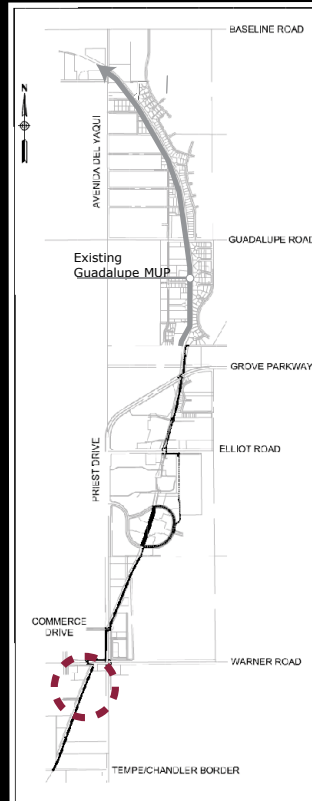 BASELINE ROAD
N
AVENIDA DEL YAQUI
GUADALUPE ROAD
Existing
Guadalupe MUP
GROVE PARKWAY
ELLIOT ROAD
PRIEST DRIVE
COMMERCE
DRIVE
WARNER ROAD
TEMPE/CHANDLER BORDER